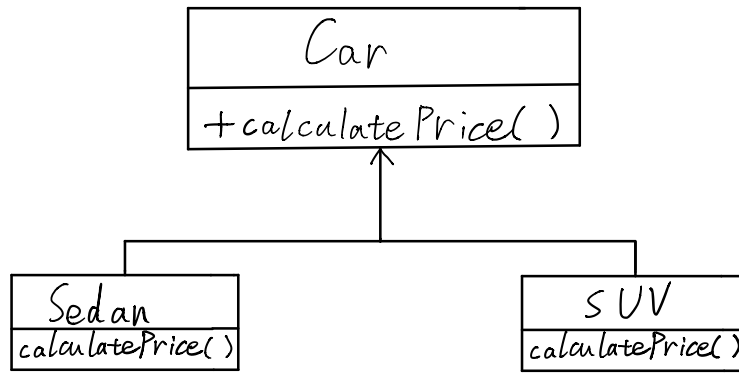 Car
+calculatePrice()
Sedan
calculatePrice()
SUV
calculatePrice()